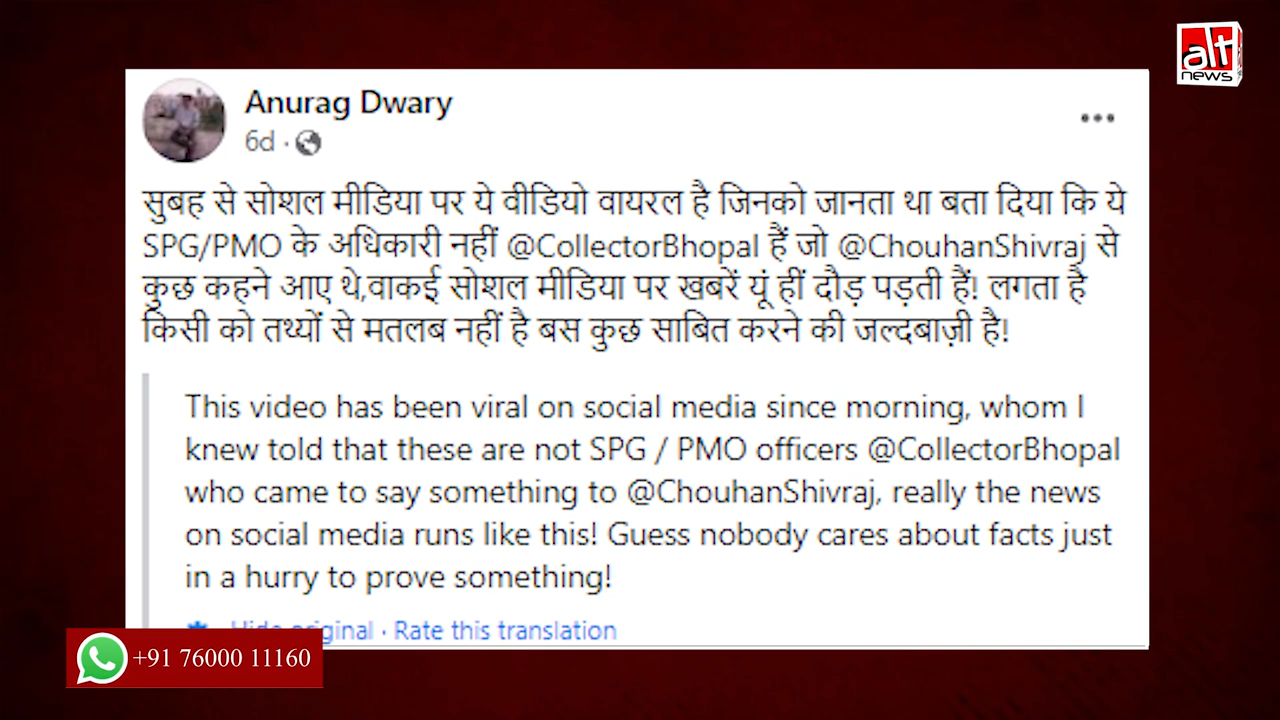 alt
news
Anurag Dwary
6d ·
सुबह से सोशल मीडिया पर ये वीडियो वायरल है जिनको जानता था बता दिया कि ये
SPG/PMO के अधिकारी नहीं @CollectorBhopal हैं जो @ChouhanShivraj से
कुछ कहने आए थे,वाकई सोशल मीडिया पर खबरें यूं हीं दौड़ पड़ती हैं! लगता है
किसी को तथ्यों से मतलब नहीं है बस कुछ साबित करने की जल्दबाज़ी है!
This video has been viral on social media since morning, whom I
knew told that these are not SPG / PMO officers @CollectorBhopal
who came to say something to @ChouhanShivraj, really the news
on social media runs like this! Guess nobody cares about facts just
in a hurry to prove something!
Hide original · Rate this translation
+91 76000 11160